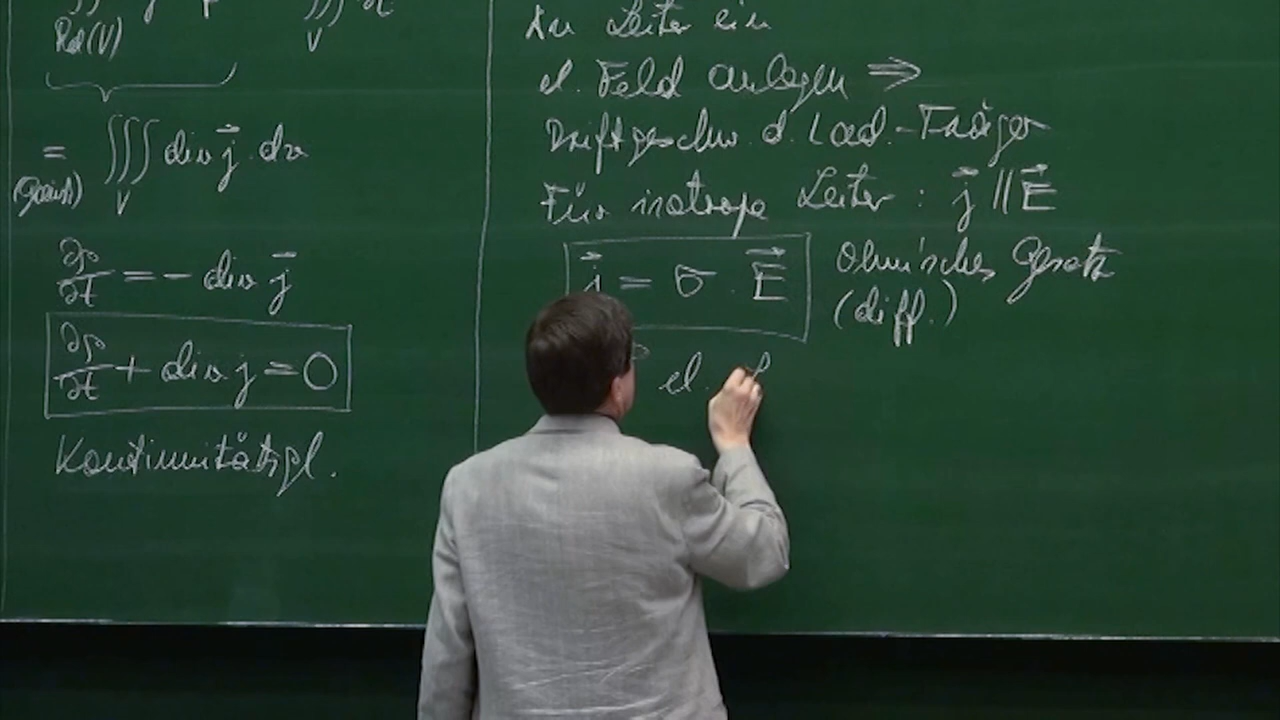 Rd(V)
V
= ∭ div j⃗ · dv
(Gauß) V
∂ρ/∂t = - div j⃗
∂ρ/∂t + div j = 0
Kontinuitätsgl.
An Leiter ein
el. Feld anlegen ⇒
Driftgeschw. d. Lad.-Träger
Für isotrope Leiter : j⃗ || E⃗
j⃗ = σ · E⃗
Ohmsches Gesetz
(diff.)
el.